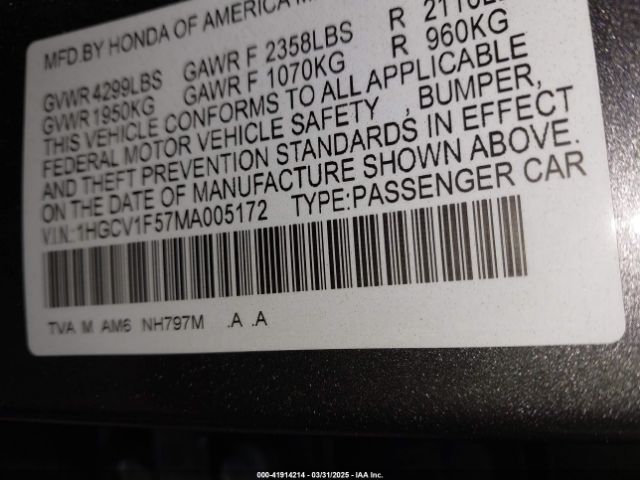 MFD.BY HONDA OF AMERICA
GVWR 4299LBS GAWR F 2358LBS R
GVWR 1950KG GAWR F 1070KG R 960KG
THIS VEHICLE CONFORMS TO ALL APPLICABLE
FEDERAL MOTOR VEHICLE SAFETY , BUMPER,
AND THEFT PREVENTION STANDARDS IN EFFECT
ON THE DATE OF MANUFACTURE SHOWN ABOVE.
V.I.N.:1HGCV1F57MA005172 TYPE:PASSENGER CAR
TVA M AM6 NH797M .A .A
000-41914214 - 03/31/2025 - IAA Inc.